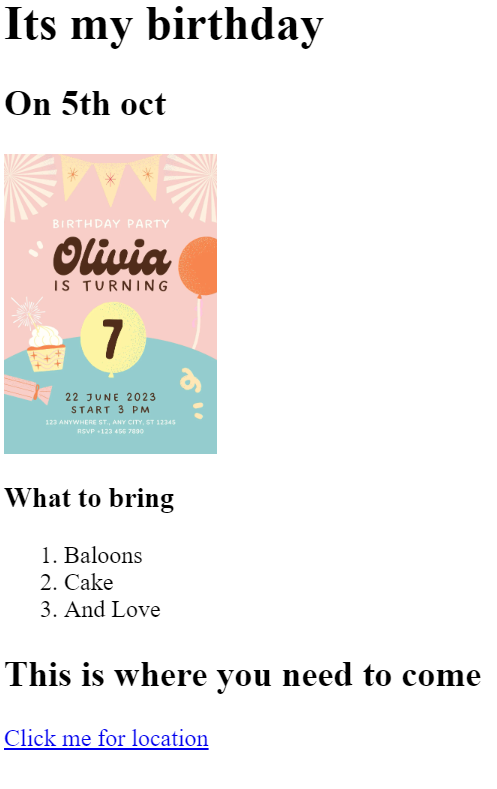 Its my birthday
On 5th oct
BIRTHDAY PARTY
Olivia
IS TURNING
7
22 JUNE 2023
START 3 PM
123 ANYWHERE ST., ANY CITY, ST 12345
RSVP +123 456 7890
What to bring
1. Baloons
2. Cake
3. And Love
This is where you need to come
Click me for location